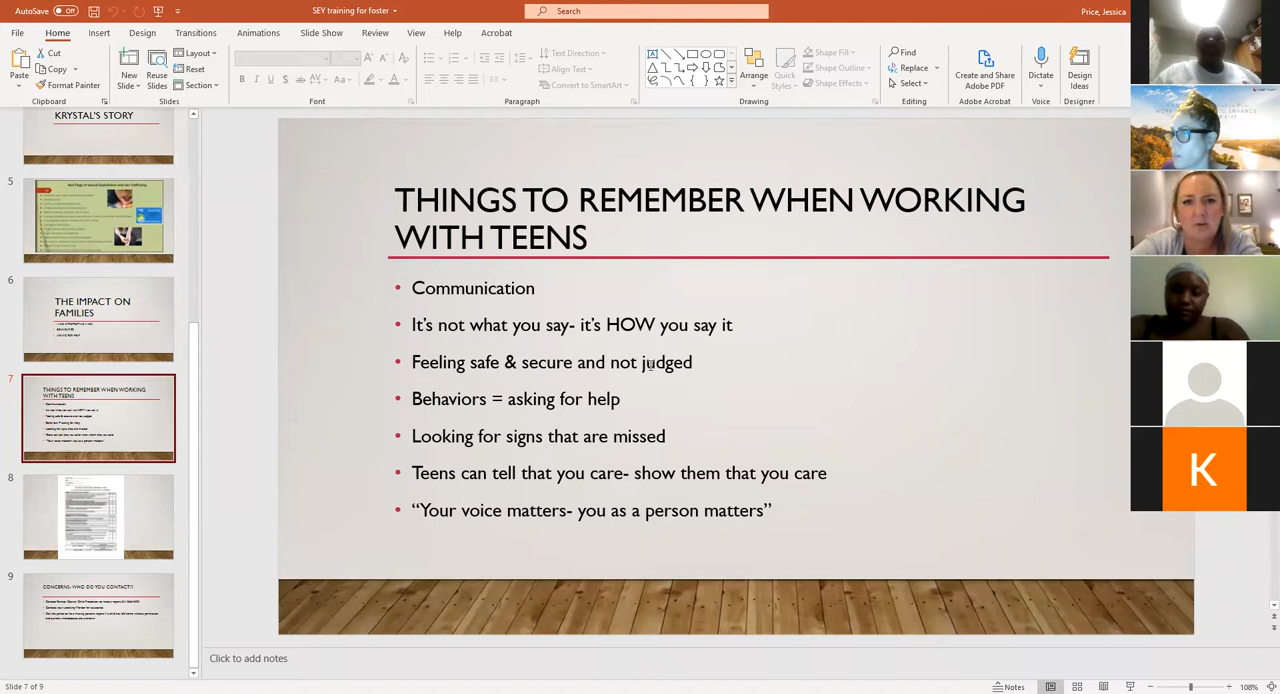 AutoSave Off
SEY training for foster
Search
Price, Jessica
File Home Insert Design Transitions Animations Slide Show Review View Help Acrobat
Paste
Cut
Copy
Format Painter
Clipboard
New Slide
Reuse Slides
Layout
Reset
Section
Slides
B I U S ab AV Aa A
Font
Text Direction
Align Text
Convert to SmartArt
Paragraph
Arrange
Quick Styles
Shape Fill
Shape Outline
Shape Effects
Drawing
Find
Replace
Select
Editing
Create and Share Adobe PDF
Adobe Acrobat
Dictate
Voice
Design Ideas
Designer
KRYSTAL'S STORY
5
6
THE IMPACT ON
FAMILIES
7
THINGS TO REMEMBER WHEN WORKING
WITH TEENS
8
9
CONCERNS- WHO DO YOU CONTACT?
THINGS TO REMEMBER WHEN WORKING
WITH TEENS
• Communication
• It's not what you say- it's HOW you say it
• Feeling safe & secure and not judged
• Behaviors = asking for help
• Looking for signs that are missed
• Teens can tell that you care- show them that you care
• “Your voice matters- you as a person matters”
K
Click to add notes
Slide 7 of 9
Notes
108%